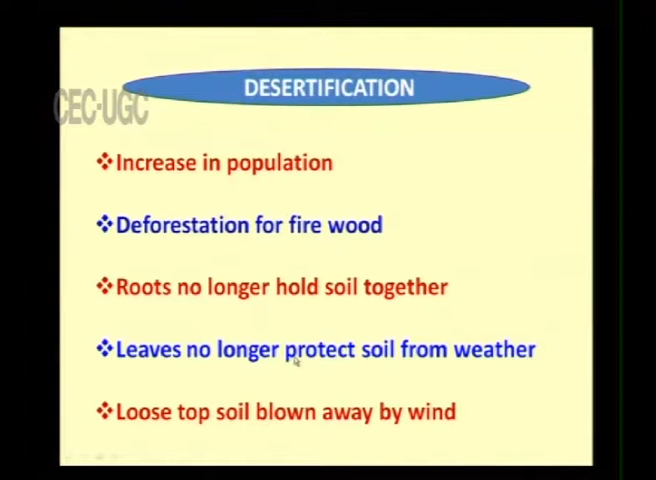 DESERTIFICATION
CEC-UGC
Increase in population
Deforestation for fire wood
Roots no longer hold soil together
Leaves no longer protect soil from weather
Loose top soil blown away by wind